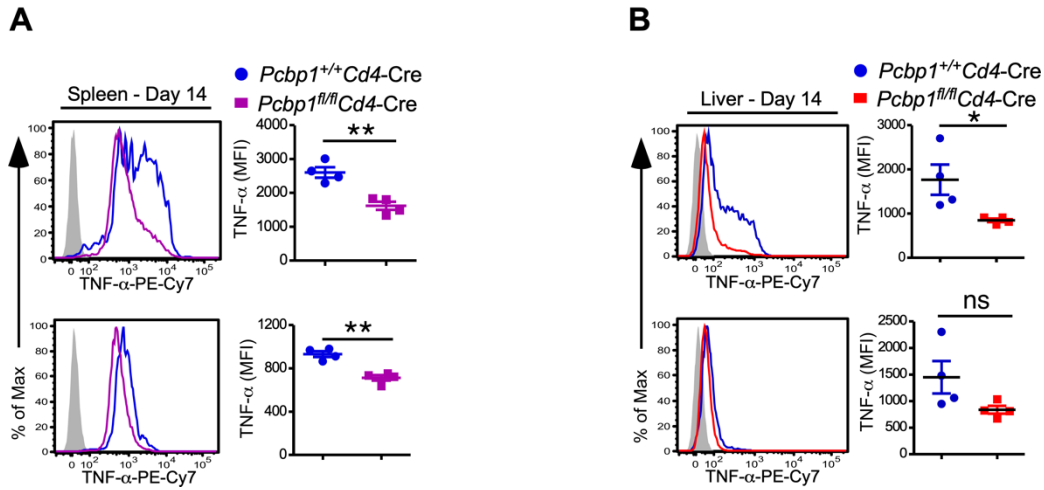 A
Spleen - Day 14
Pcbp1+/+Cd4-Cre
Pcbp1fl/flCd4-Cre
100
80
60
40
20
0
0 10² 10³ 10⁴ 10⁵
TNF-α-PE-Cy7
TNF-α (MFI)
4000
3000
2000
1000
0
**
% of Max
100
80
60
40
20
0
0 10² 10³ 10⁴ 10⁵
TNF-α-PE-Cy7
TNF-α (MFI)
1200
800
400
0
**
B
Liver - Day 14
Pcbp1+/+Cd4-Cre
Pcbp1fl/flCd4-Cre
100
80
60
40
20
0
0 10² 10³ 10⁴ 10⁵
TNF-α-PE-Cy7
TNF-α (MFI)
3000
2000
1000
0
*
% of Max
100
80
60
40
20
0
0 10² 10³ 10⁴ 10⁵
TNF-α-PE-Cy7
TNF-α (MFI)
2500
2000
1500
1000
500
0
ns